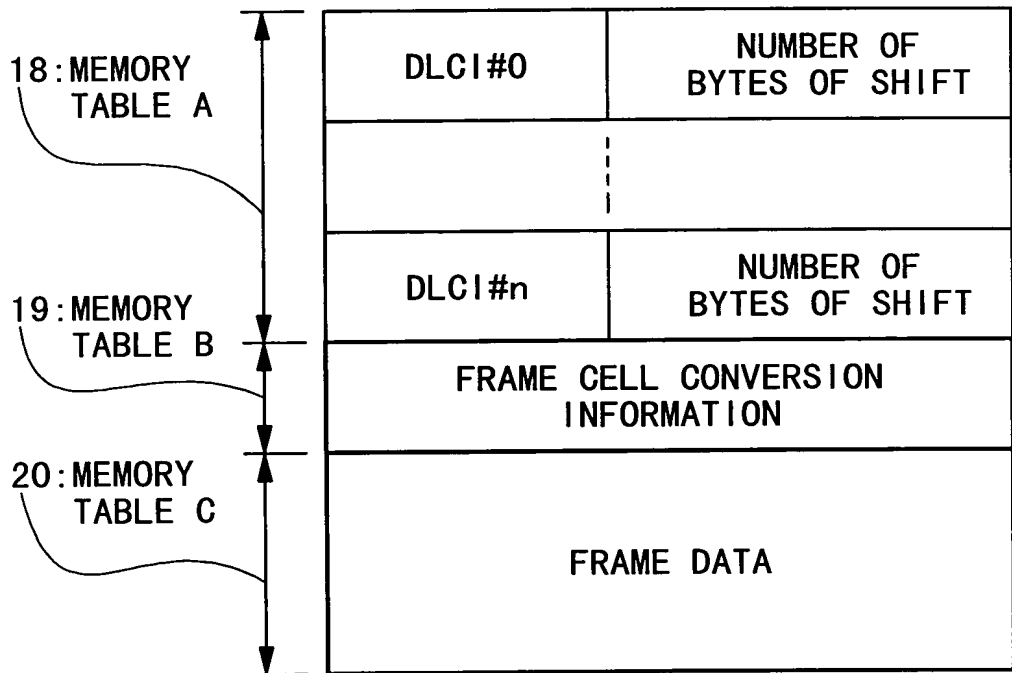 18:MEMORY
TABLE A
DLCI#0
NUMBER OF
BYTES OF SHIFT
DLCI#n
NUMBER OF
BYTES OF SHIFT
19:MEMORY
TABLE B
FRAME CELL CONVERSION
INFORMATION
20:MEMORY
TABLE C
FRAME DATA